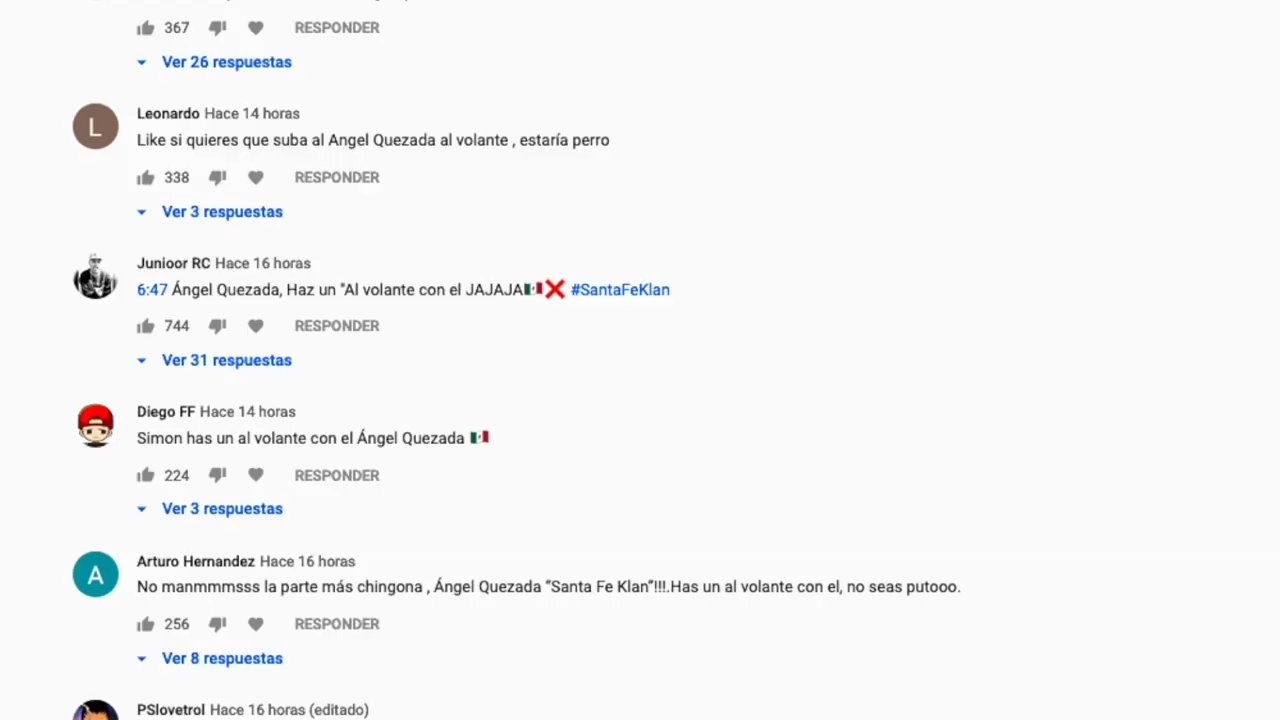 367 RESPONDER
Ver 26 respuestas
L
Leonardo Hace 14 horas
Like si quieres que suba al Angel Quezada al volante , estaría perro
338 RESPONDER
Ver 3 respuestas
Junioor RC Hace 16 horas
6:47 Ángel Quezada, Haz un "Al volante con el JAJAJA🇲🇽❌ #SantaFeKlan
744 RESPONDER
Ver 31 respuestas
Diego FF Hace 14 horas
Simon has un al volante con el Ángel Quezada 🇲🇽
224 RESPONDER
Ver 3 respuestas
A
Arturo Hernandez Hace 16 horas
No manmmmsss la parte más chingona , Ángel Quezada “Santa Fe Klan”!!!.Has un al volante con el, no seas putooo.
256 RESPONDER
Ver 8 respuestas
PSlovetrol Hace 16 horas (editado)